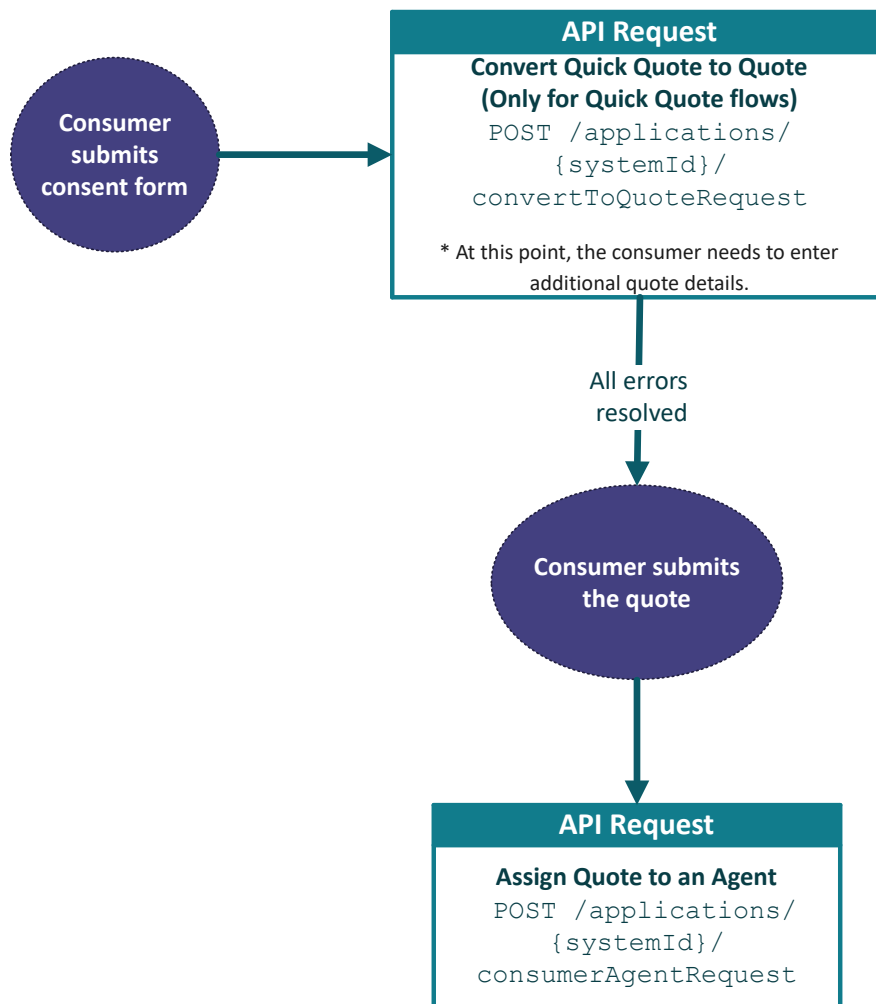 Consumer
submits
consent form
API Request
Convert Quick Quote to Quote
(Only for Quick Quote flows)
POST /applications/
{systemId}/
convertToQuoteRequest
* At this point, the consumer needs to enter
additional quote details.
All errors
resolved
Consumer submits
the quote
API Request
Assign Quote to an Agent
POST /applications/
{systemId}/
consumerAgentRequest